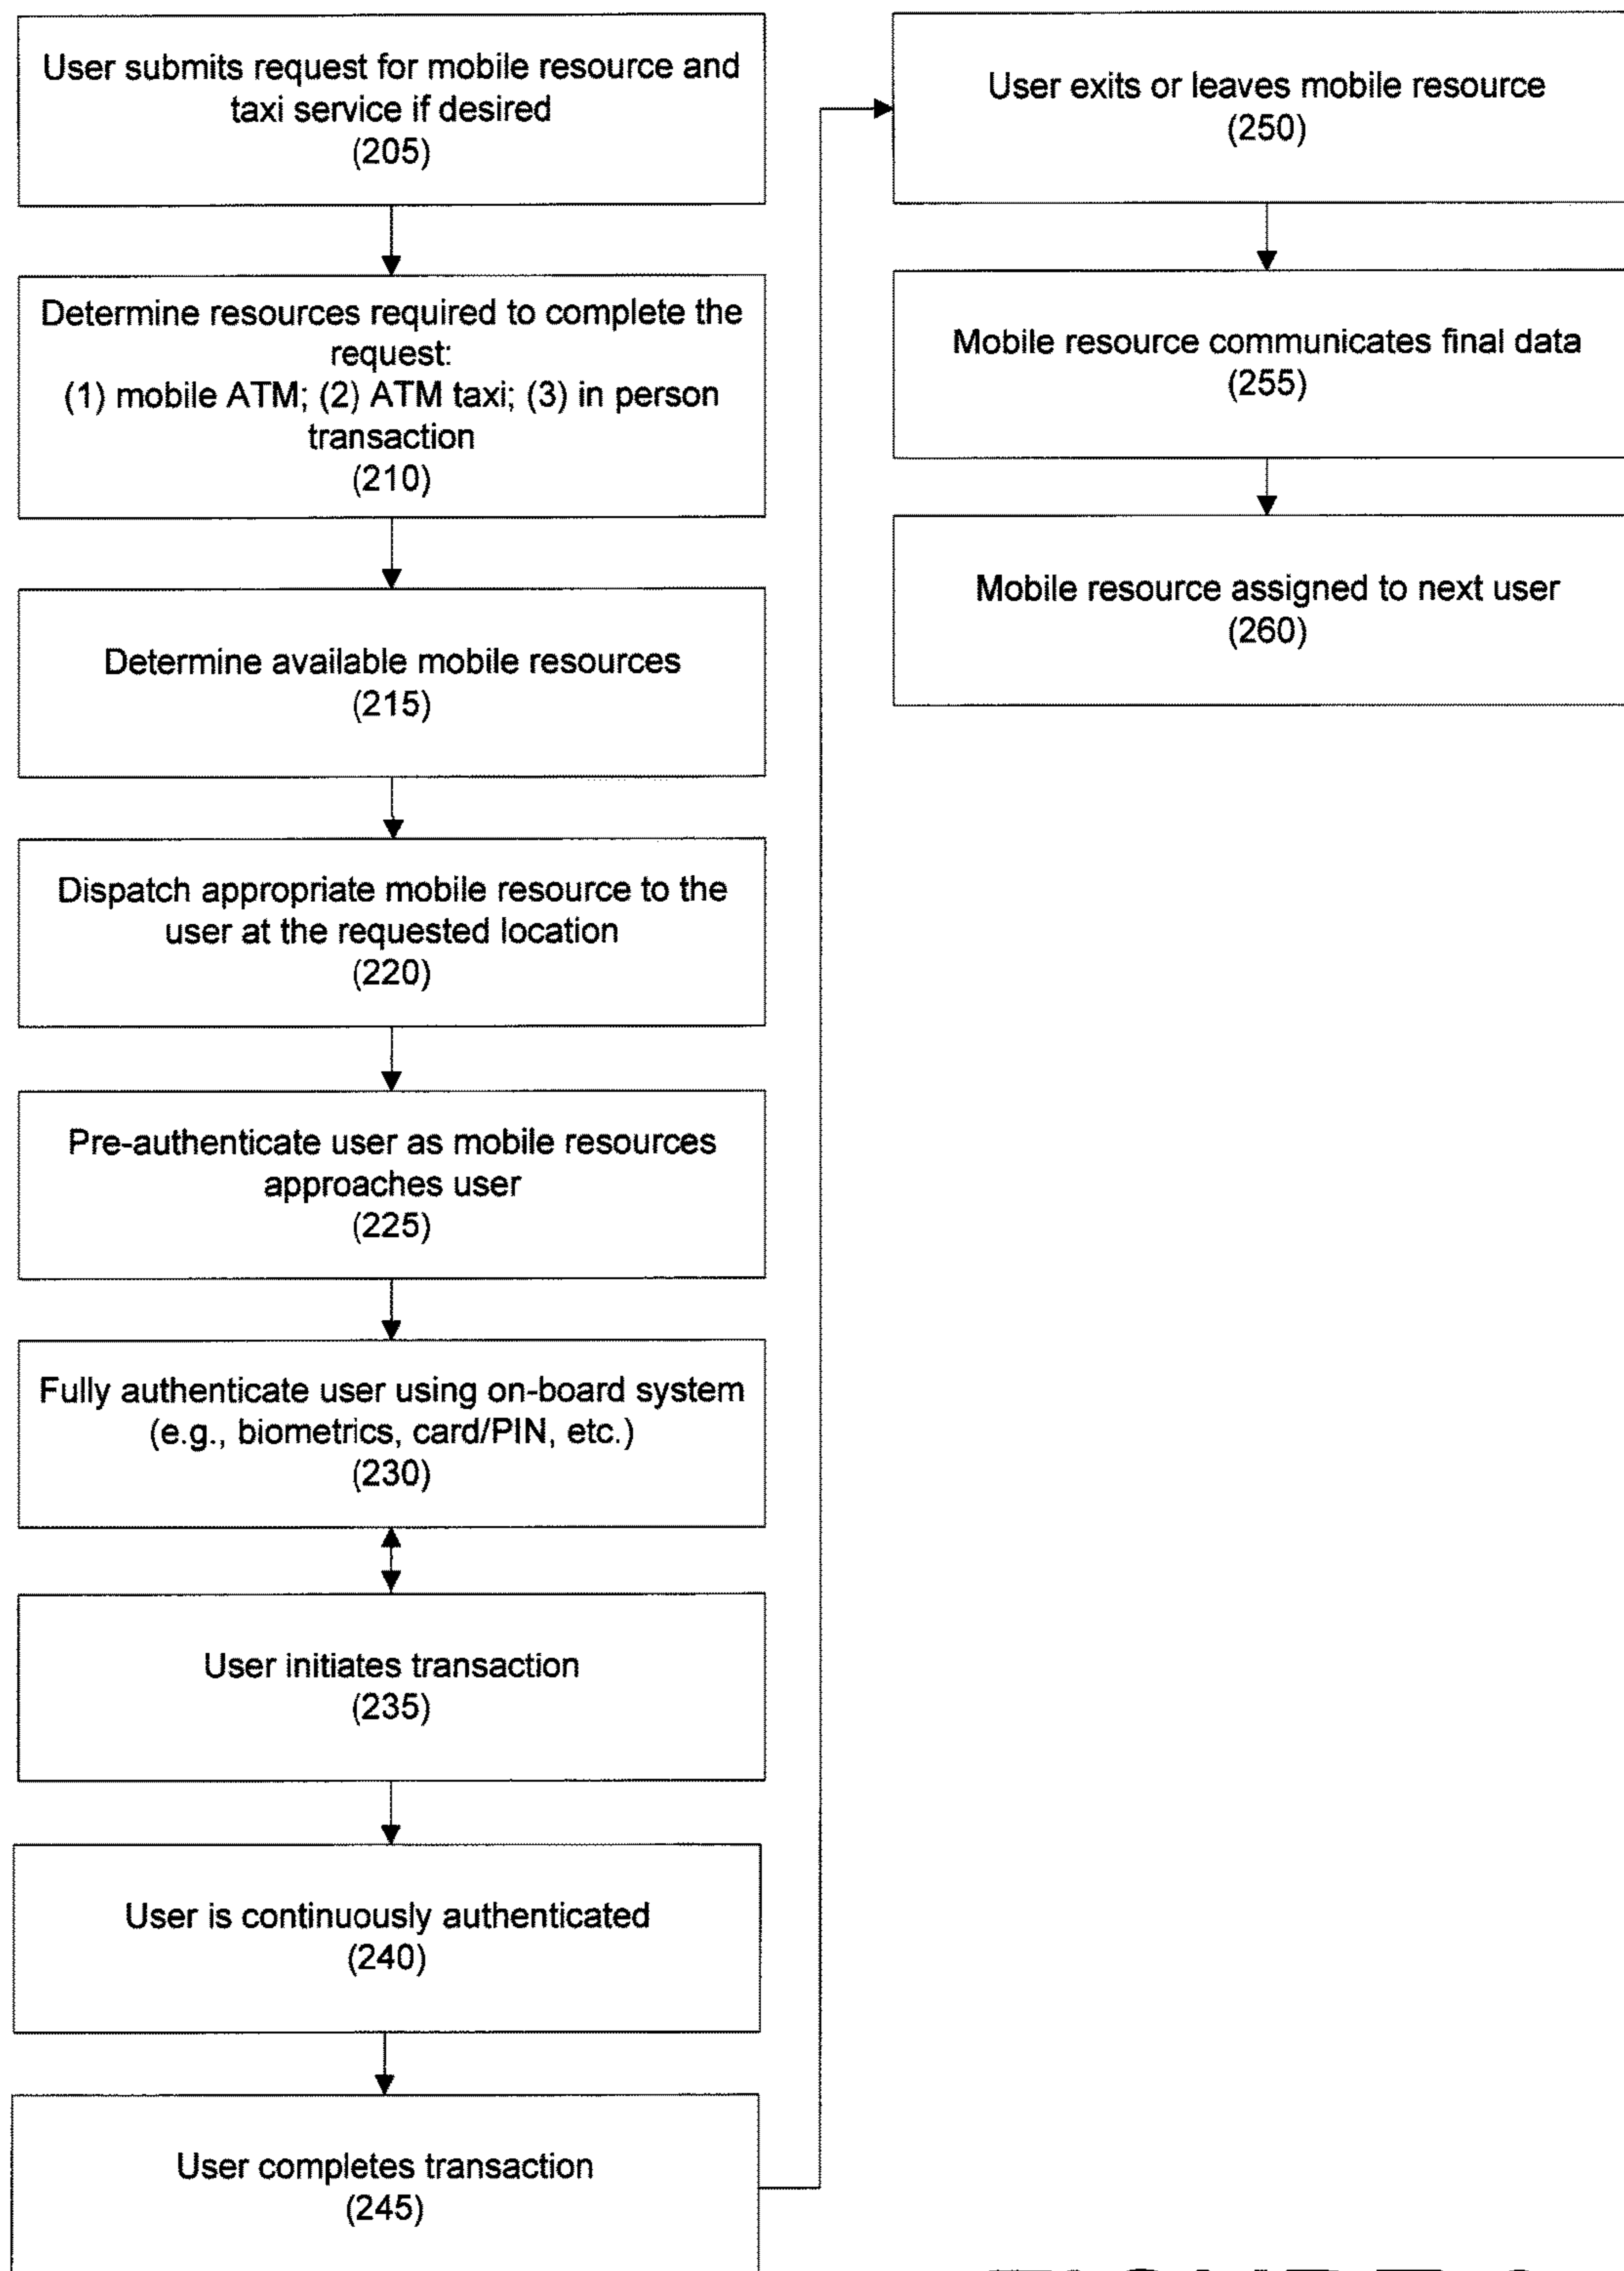 User submits request for mobile resource and
taxi service if desired
(205)
Determine resources required to complete the
request:
(1) mobile ATM; (2) ATM taxi; (3) in person
transaction
(210)
Determine available mobile resources
(215)
Dispatch appropriate mobile resource to the
user at the requested location
(220)
Pre-authenticate user as mobile resources
approaches user
(225)
Fully authenticate user using on-board system
(e.g., biometrics, card/PIN, etc.)
(230)
User initiates transaction
(235)
User is continuously authenticated
(240)
User completes transaction
(245)
User exits or leaves mobile resource
(250)
Mobile resource communicates final data
(255)
Mobile resource assigned to next user
(260)